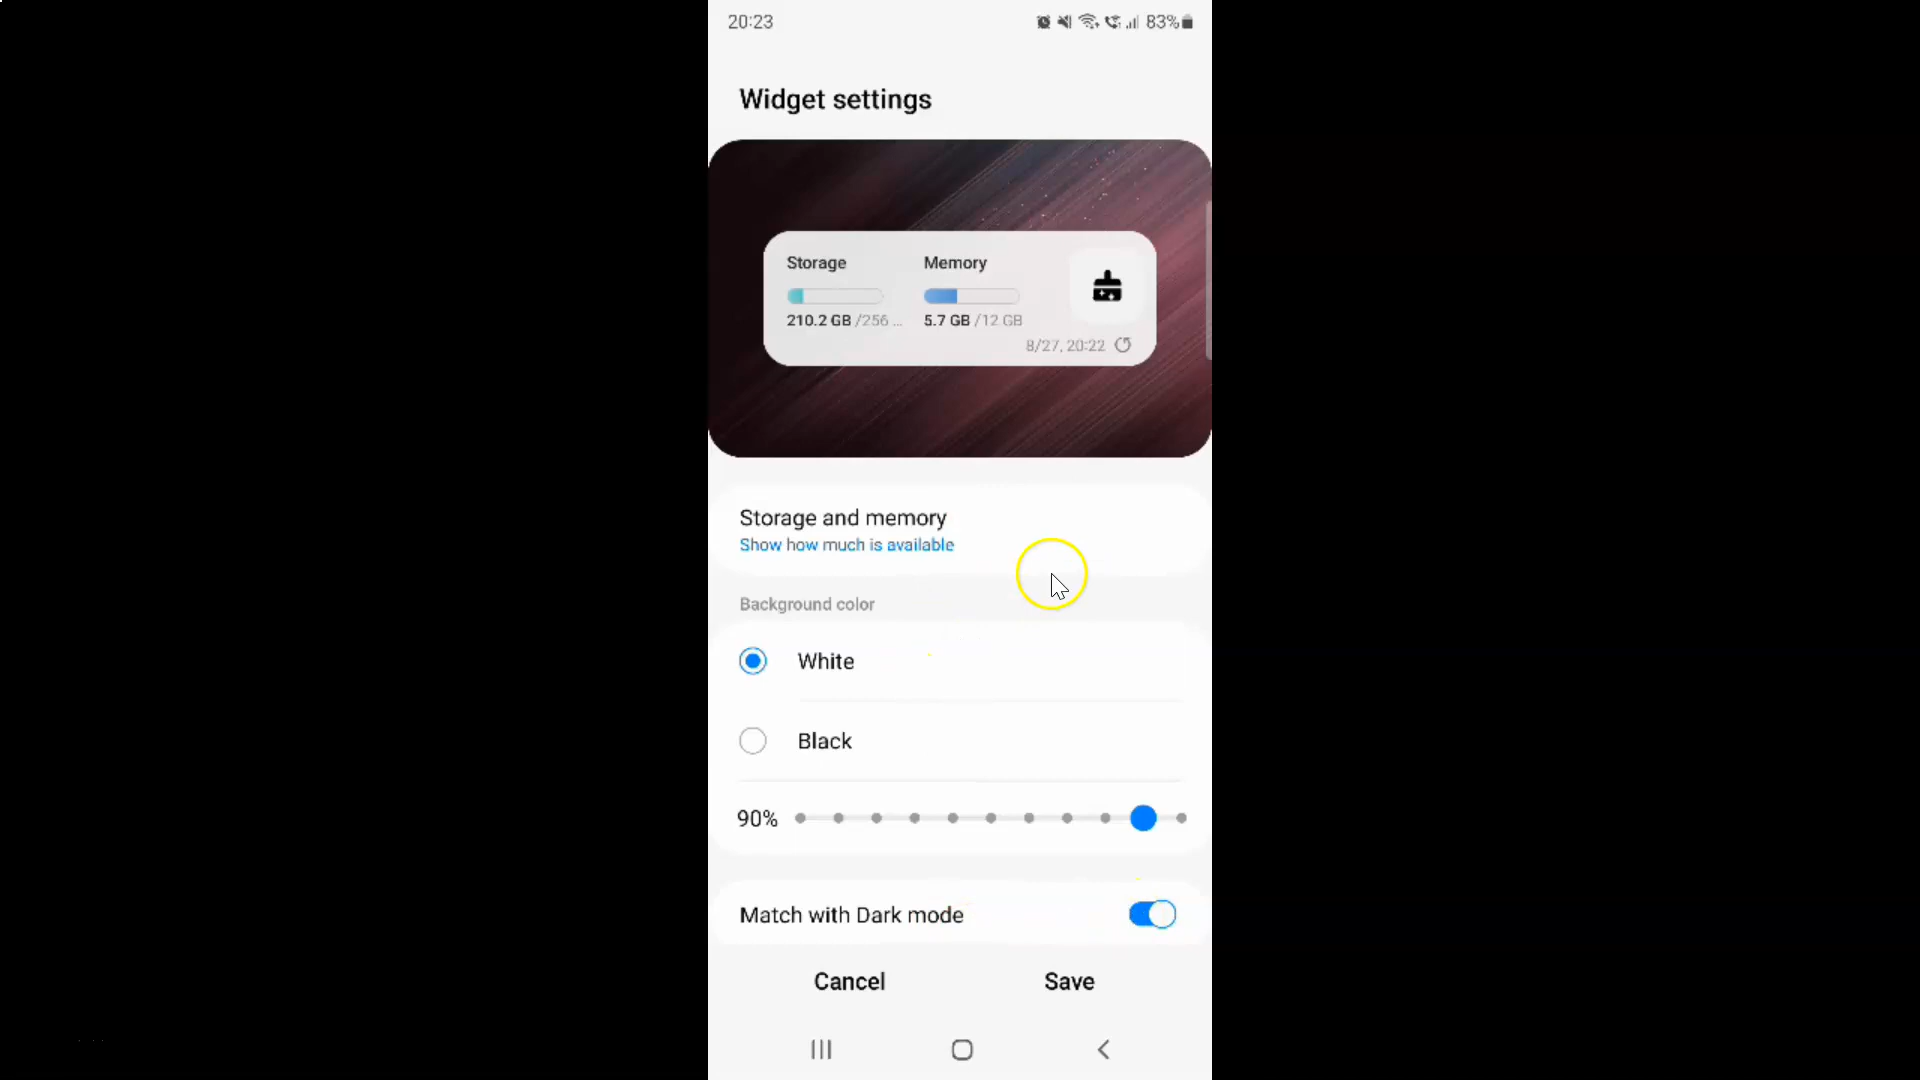 20:23
83%
Widget settings
Storage Memory
210.2 GB /256 ... 5.7 GB /12 GB
8/27, 20:22
Storage and memory
Show how much is available
Background color
White
Black
90%
Match with Dark mode
Cancel Save